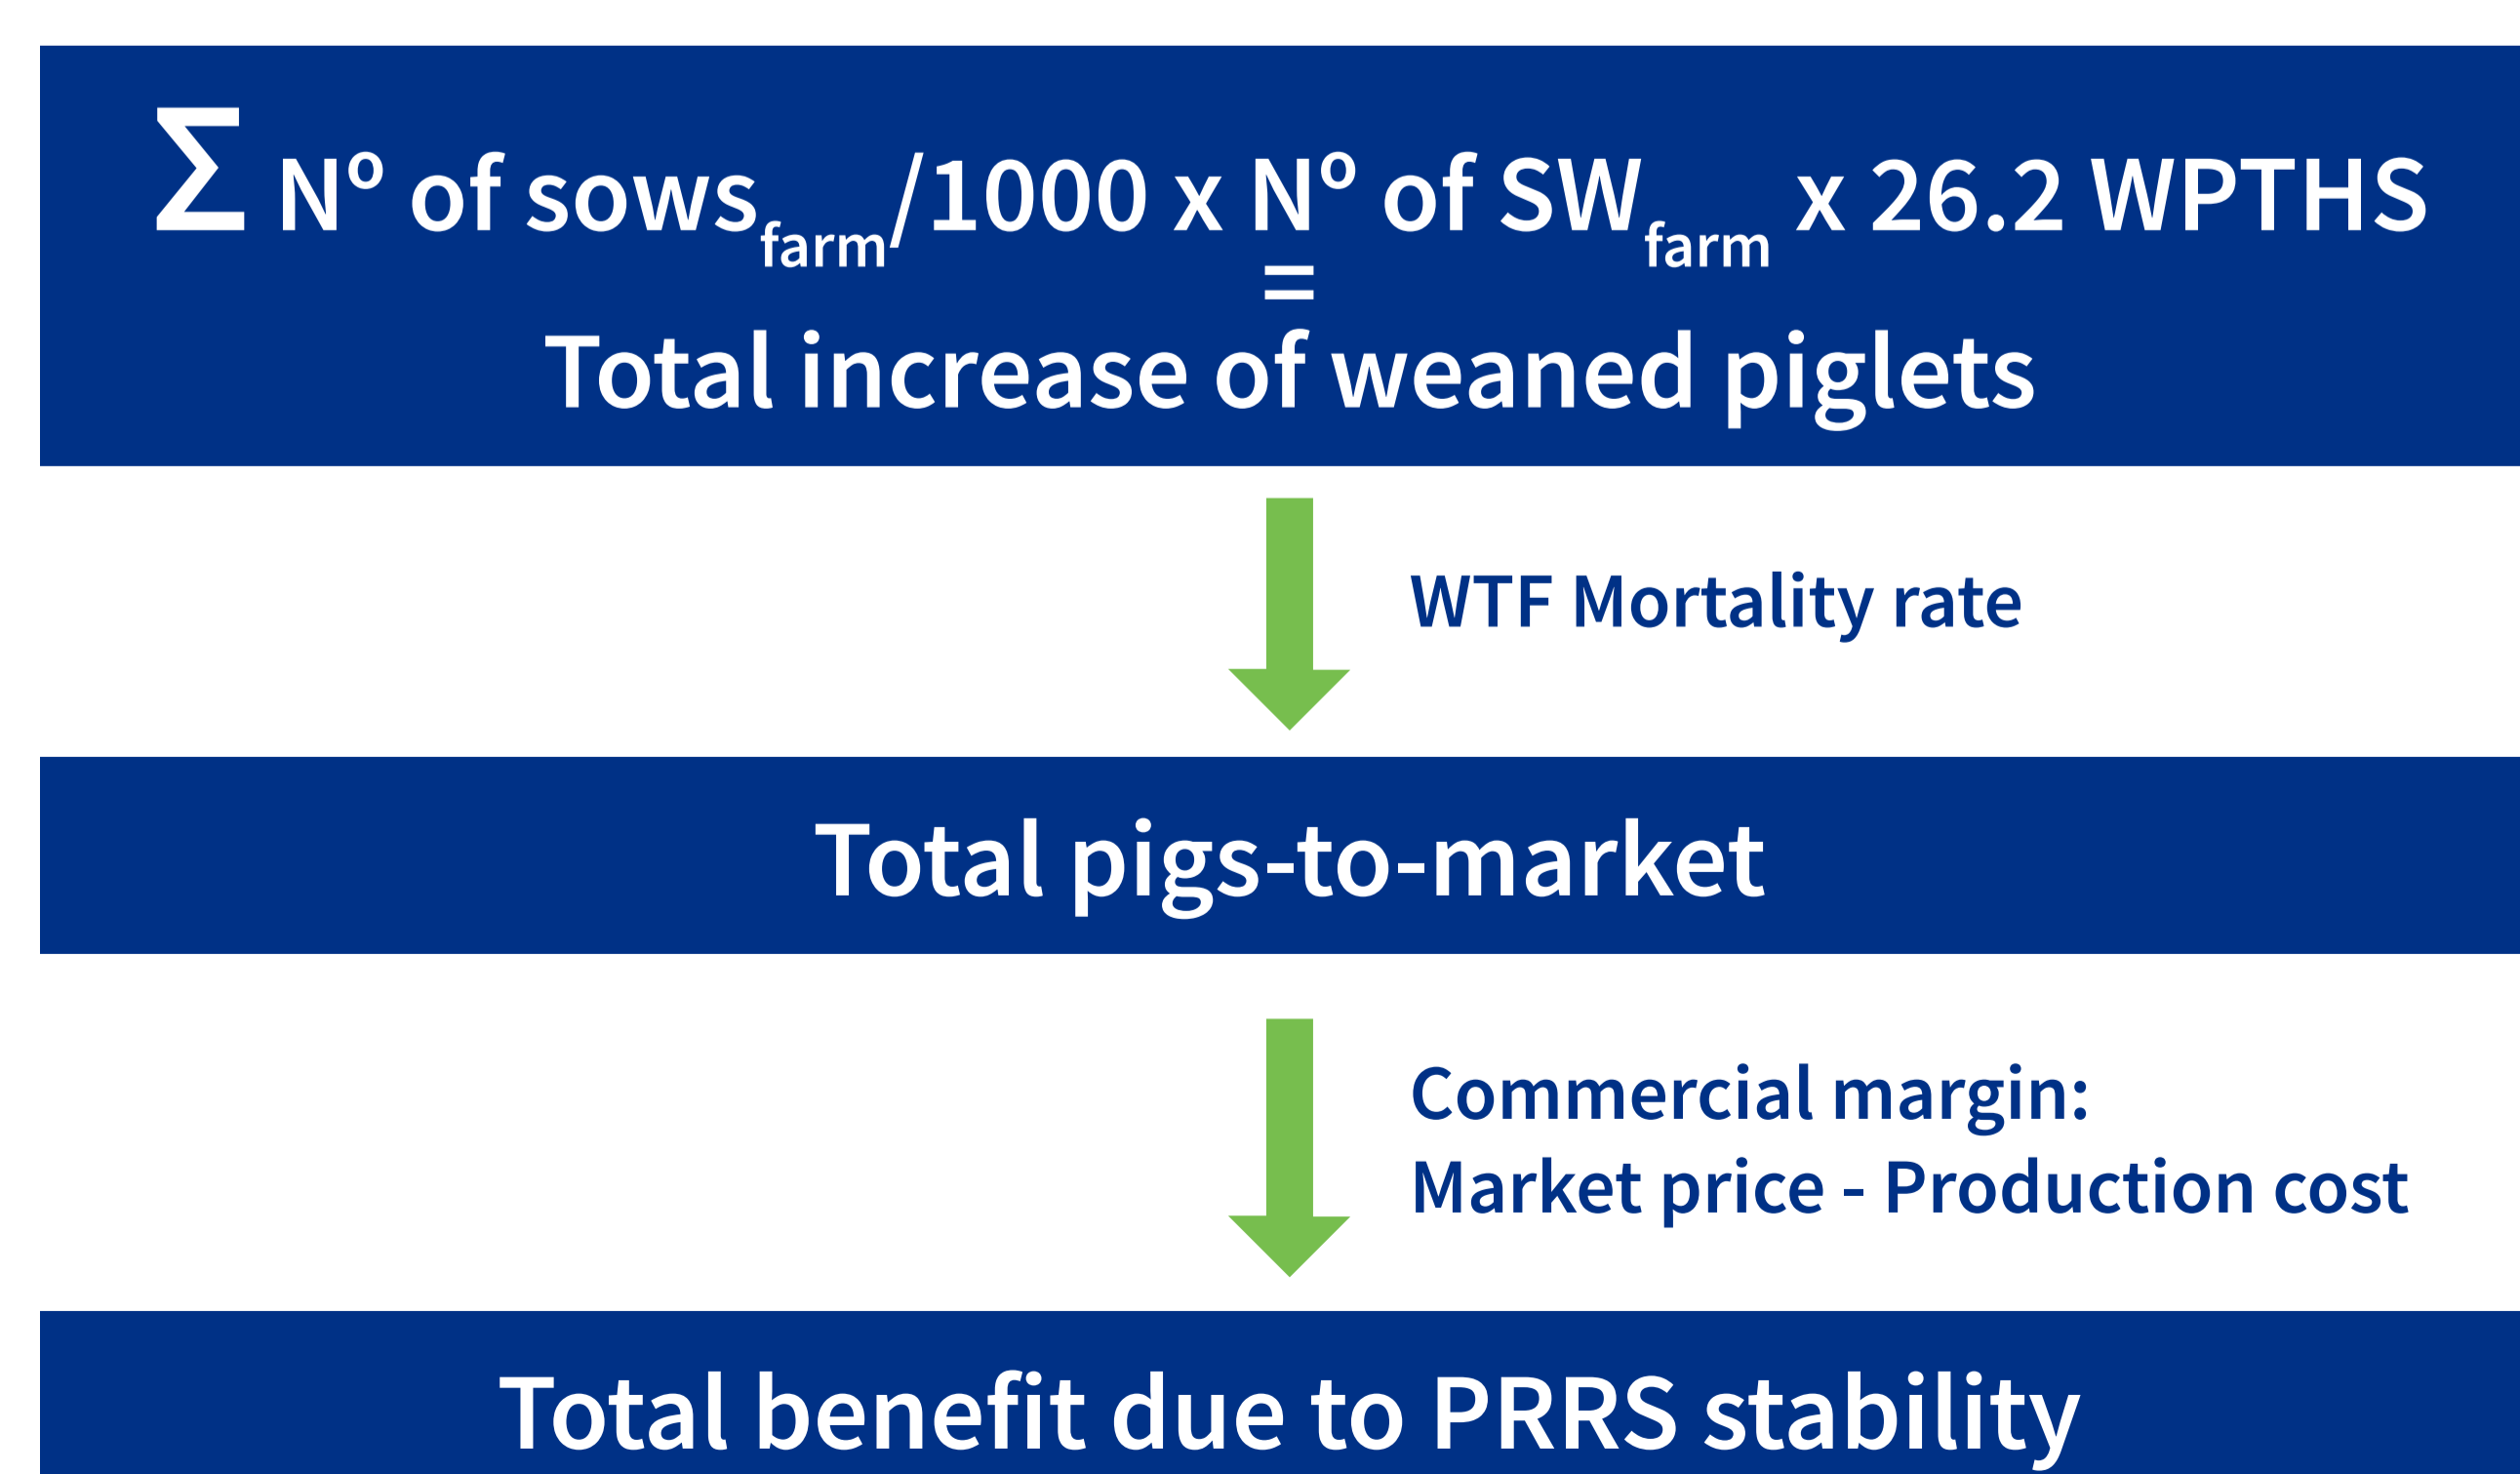 Σ Nº of sowsfarm/1000 x Nº of SWfarm x 26.2 WPTHS
=
Total increase of weaned piglets
WTF Mortality rate
Total pigs-to-market
Commercial margin:
Market price - Production cost
Total benefit due to PRRS stability